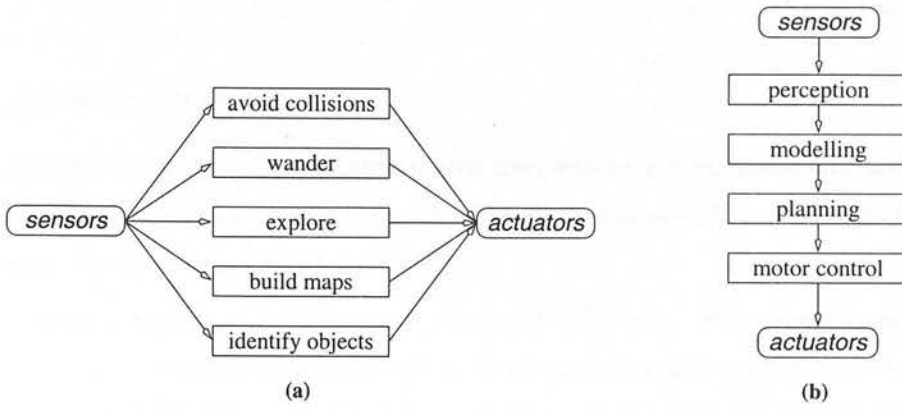 avoid collisions
wander
sensors
explore
actuators
build maps
identify objects
(a)
sensors
perception
modelling
planning
motor control
actuators
(b)